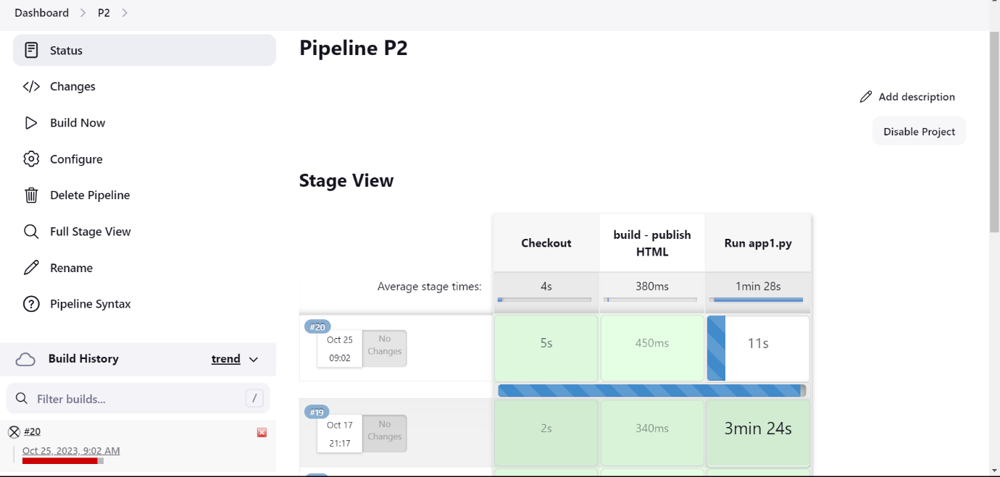 Dashboard > P2 >
Status
Changes
Build Now
Configure
Delete Pipeline
Full Stage View
Rename
Pipeline Syntax
Build History trend
Filter builds... /
#20
Oct 25, 2023, 9:02 AM
Pipeline P2
Add description
Disable Project
Stage View
Checkout
build - publish
HTML
Run app1.py
Average stage times: 4s 380ms 1min 28s
#20
Oct 25
09:02
No
Changes
5s 450ms 11s
#19
Oct 17
21:17
No
Changes
2s 340ms 3min 24s